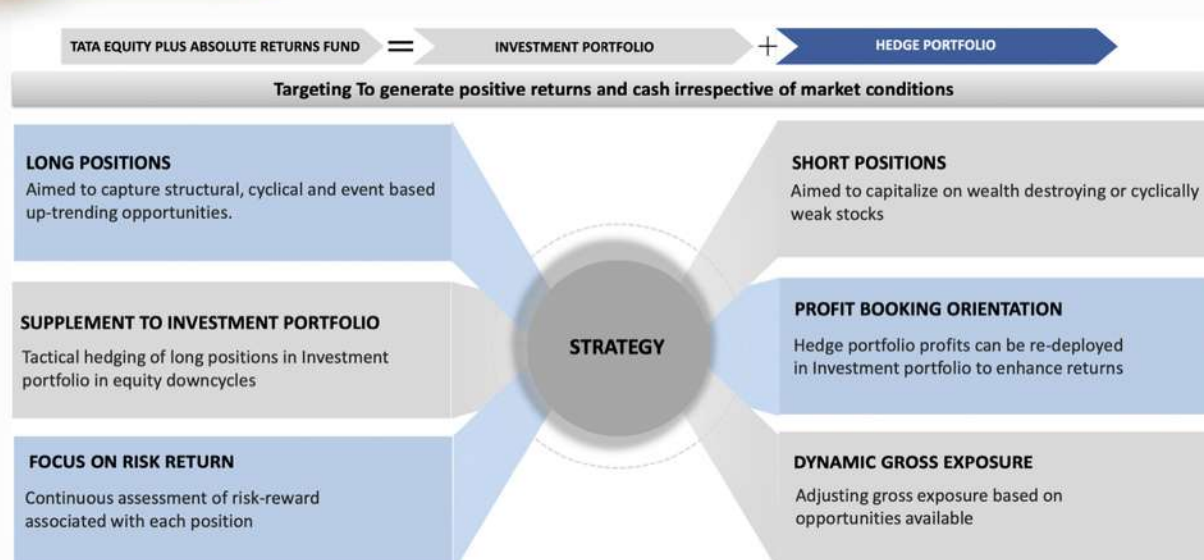 TATA EQUITY PLUS ABSOLUTE RETURNS FUND = INVESTMENT PORTFOLIO + HEDGE PORTFOLIO
Targeting To generate positive returns and cash irrespective of market conditions
LONG POSITIONS
Aimed to capture structural, cyclical and event based
up-trending opportunities.
SUPPLEMENT TO INVESTMENT PORTFOLIO
Tactical hedging of long positions in Investment
portfolio in equity downcycles
FOCUS ON RISK RETURN
Continuous assessment of risk-reward
associated with each position
STRATEGY
SHORT POSITIONS
Aimed to capitalize on wealth destroying or cyclically
weak stocks
PROFIT BOOKING ORIENTATION
Hedge portfolio profits can be re-deployed
in Investment portfolio to enhance returns
DYNAMIC GROSS EXPOSURE
Adjusting gross exposure based on
opportunities available